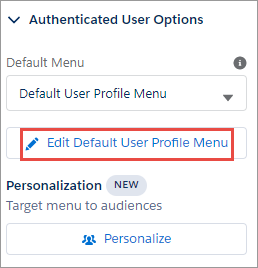 Authenticated User Options
Default Menu
Default User Profile Menu
Edit Default User Profile Menu
Personalization NEW
Target menu to audiences
Personalize